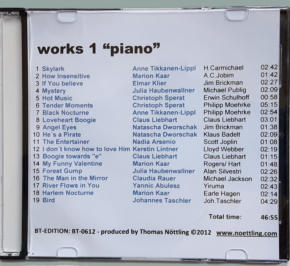 works 1 "piano"
1 Skylark Anne Tikkanen-Lippl H.Carmichael 02:42
2 How Insensitive Marion Kaar A.C.Jobim 01:42
3 If You believe Elmar Klier Jim Brickman 02:27
4 Mystery Julia Haubenwallner Michael Publig 02:09
5 Hot Music Christoph Sperat Erwin Schulhoff 00:58
6 Tender Moments Christoph Sperat Philipp Moehrke 05:15
7 Black Nocturne Anne Tikkanen-Lippl Philipp Moehrke 02:54
8 Loveheart Boogie Claus Liebhart Claus Liebhart 03:01
9 Angel Eyes Natascha Dworschak Jim Brickman 01:38
10 He's a Pirate Natascha Dworschak Klaus Badelt 02:09
11 The Entertainer Nadia Arsenio Scott Joplin 01:08
12 I don´t know how to love Him Kerstin Lintner Lloyd Webber 02:19
13 Boogie towards "e" Claus Liebhart Claus Liebhart 01:15
14 My Funny Valentine Marion Kaar Rogers/ Hart 01:48
15 Forest Gump Julia Haubenwallner Alan Silvestri 02:26
16 The Man in the Mirror Claudia Rauer Michael Jackson 02:32
17 River Flows in You Yannic Abulesz Yiruma 02:43
18 Harlem Nocturne Marion Kaar Earle Hagen 02:14
19 Bird Johannes Taschler Joh.Taschler 04:29
Total time: 46:55
BT-EDITION: BT-0612 - produced by Thomas Nöttling ©2012 www.noettling.com